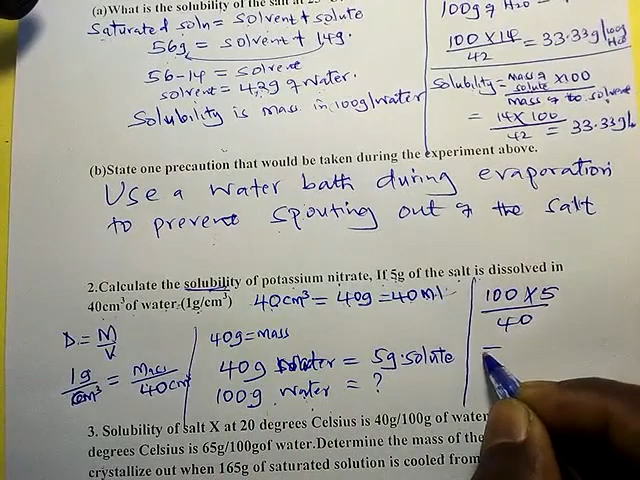 (a)What is the solubility of the salt at 25
Saturated soln = Solvent + solute
56g = solvent + 14g.
56-14 = solvent
solvent = 42g of water.
Solubility is mass in 100g/water
100g of H2O
100 X 14 / 42 = 33.33g/100g H2O
Solubility = mass of solute X100 / mass of the solvent
= 14 X 100 / 42 = 33.33g/
(b)State one precaution that would be taken during the experiment above.
Use a water bath during evaporation
to prevent spouting out of the salt
2.Calculate the solubility of potassium nitrate, If 5g of the salt is dissolved in
40cm³of water.(1g/cm³) 40cm³ = 40g = 40ml
D = M/V
1g/cm³ = Mass/40cm³
40g = mass
40g water = 5g solute
100g water = ?
100 X 5 / 40
=
3. Solubility of salt X at 20 degrees Celsius is 40g/100g of water
degrees Celsius is 65g/100gof water.Determine the mass of the
crystallize out when 165g of saturated solution is cooled from